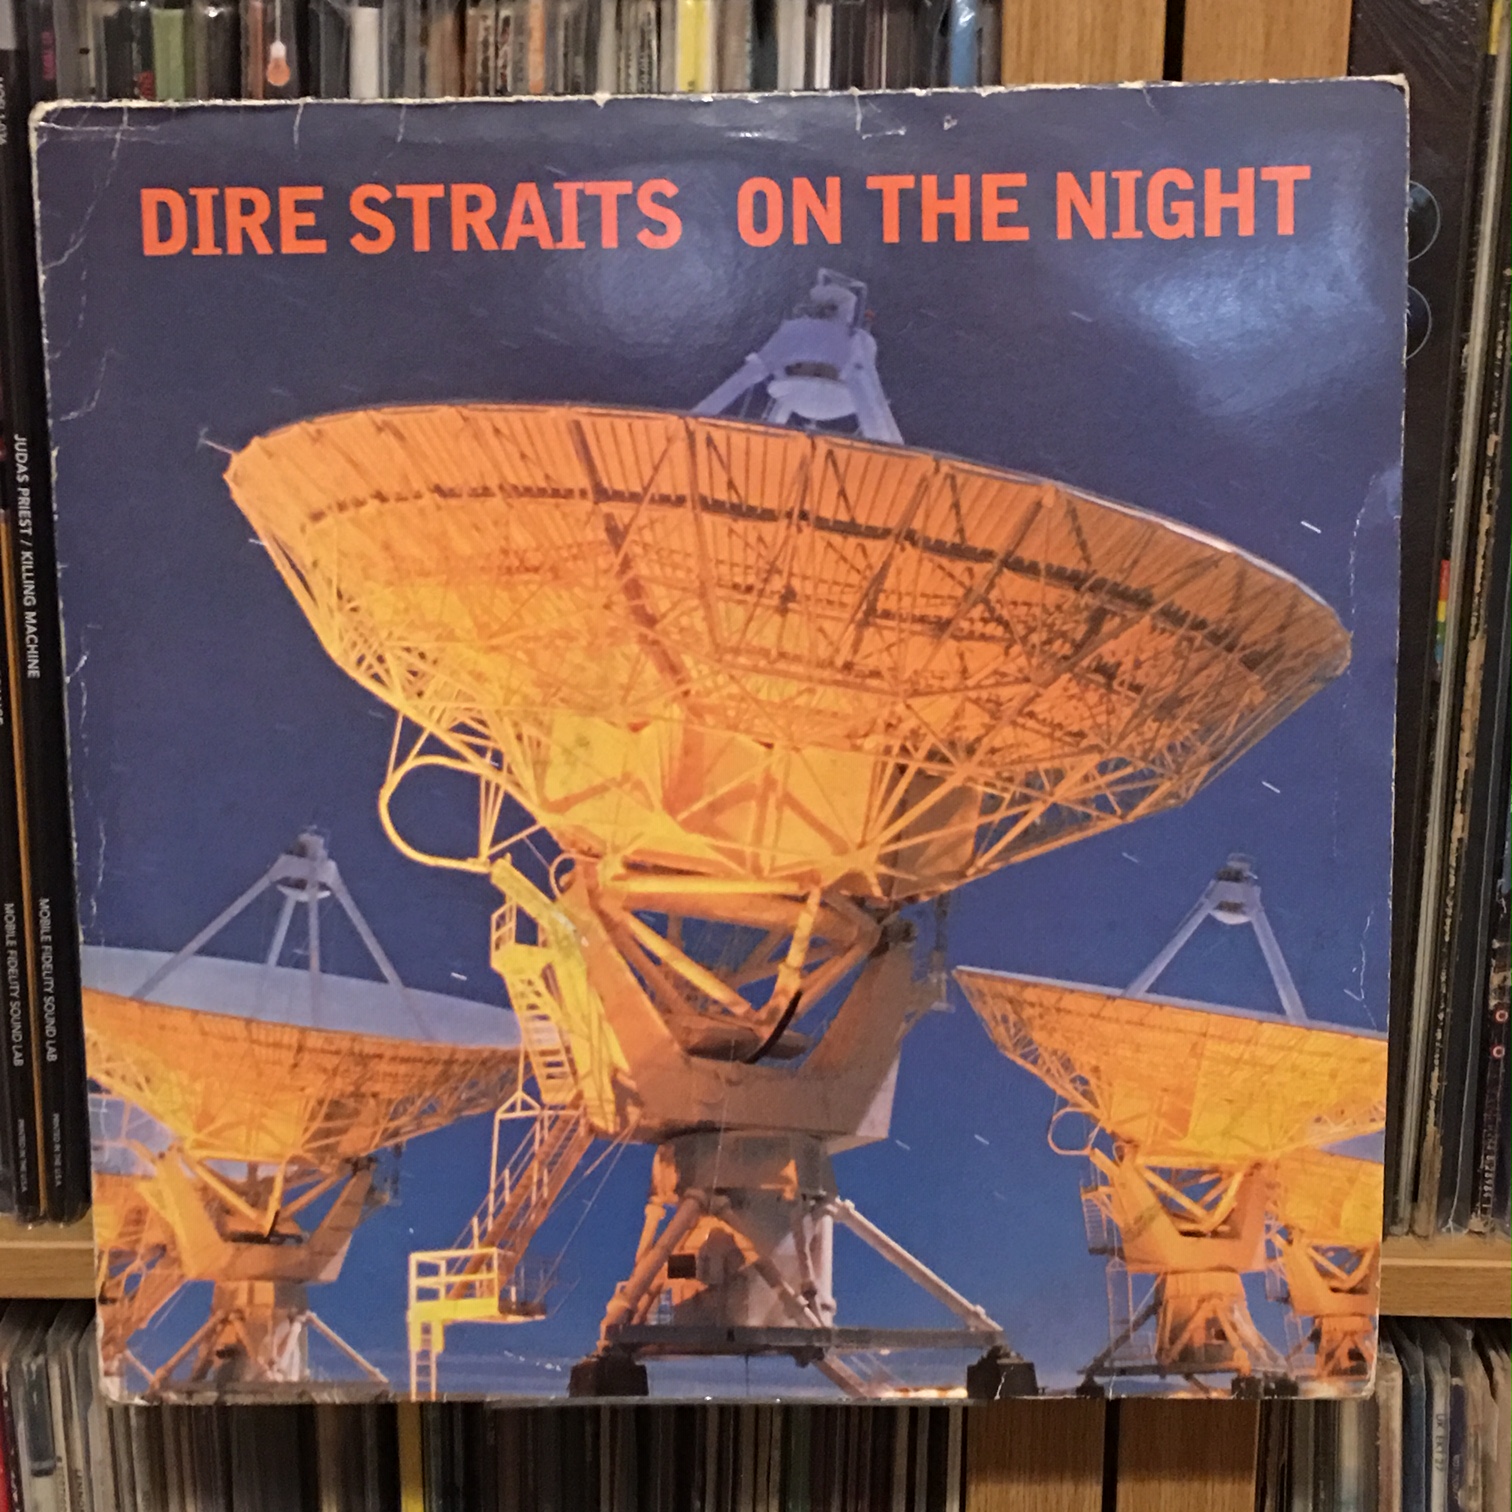 DIRE STRAITS ON THE NIGHT
JUDAS PRIEST / KILLING MACHINE
MOBILE FIDELITY SOUND LAB
MOBILE FIDELITY SOUND LAB